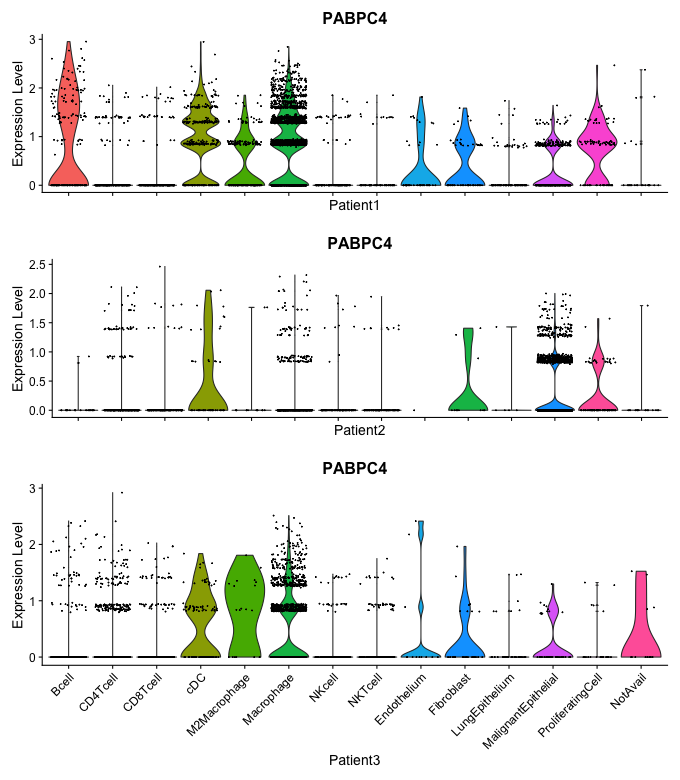 PABPC4
Expression Level
3
2
1
0
Patient1
PABPC4
Expression Level
2.5
2.0
1.5
1.0
0.5
0.0
Patient2
PABPC4
Expression Level
3
2
1
0
Bcell
CD4Tcell
CD8Tcell
cDC
M2Macrophage
Macrophage
NKcell
NKTcell
Endothelium
Fibroblast
LungEpithelium
MalignantEpithelial
ProliferatingCell
NotAvail
Patient3